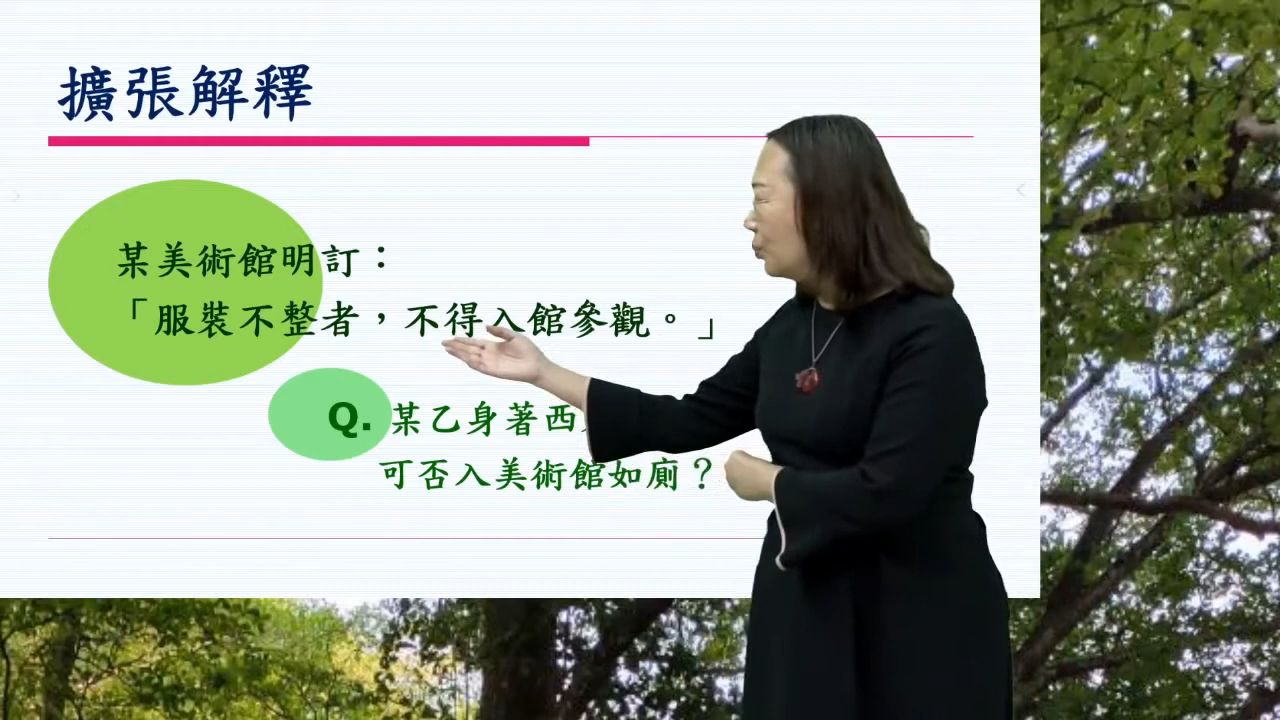 擴張解釋
某美術館明訂：
「服裝不整者，不得入館參觀。」
Q. 某乙身著西
可否入美術館如廁？